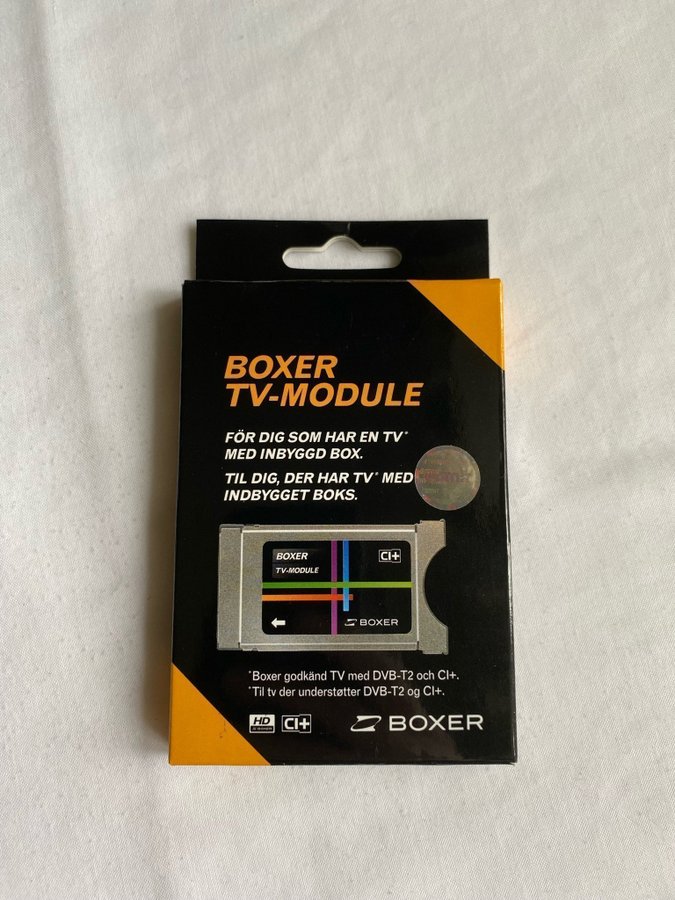 BOXER
TV-MODULE
FÖR DIG SOM HAR EN TV*
MED INBYGGD BOX.
TIL DIG, DER HAR TV* MED
INDBYGGET BOKS.
BOXER
TV-MODULE
CI+
BOXER
*Boxer godkänd TV med DVB-T2 och CI+.
*Til tv der understøtter DVB-T2 og CI+.
HD
CI+
BOXER